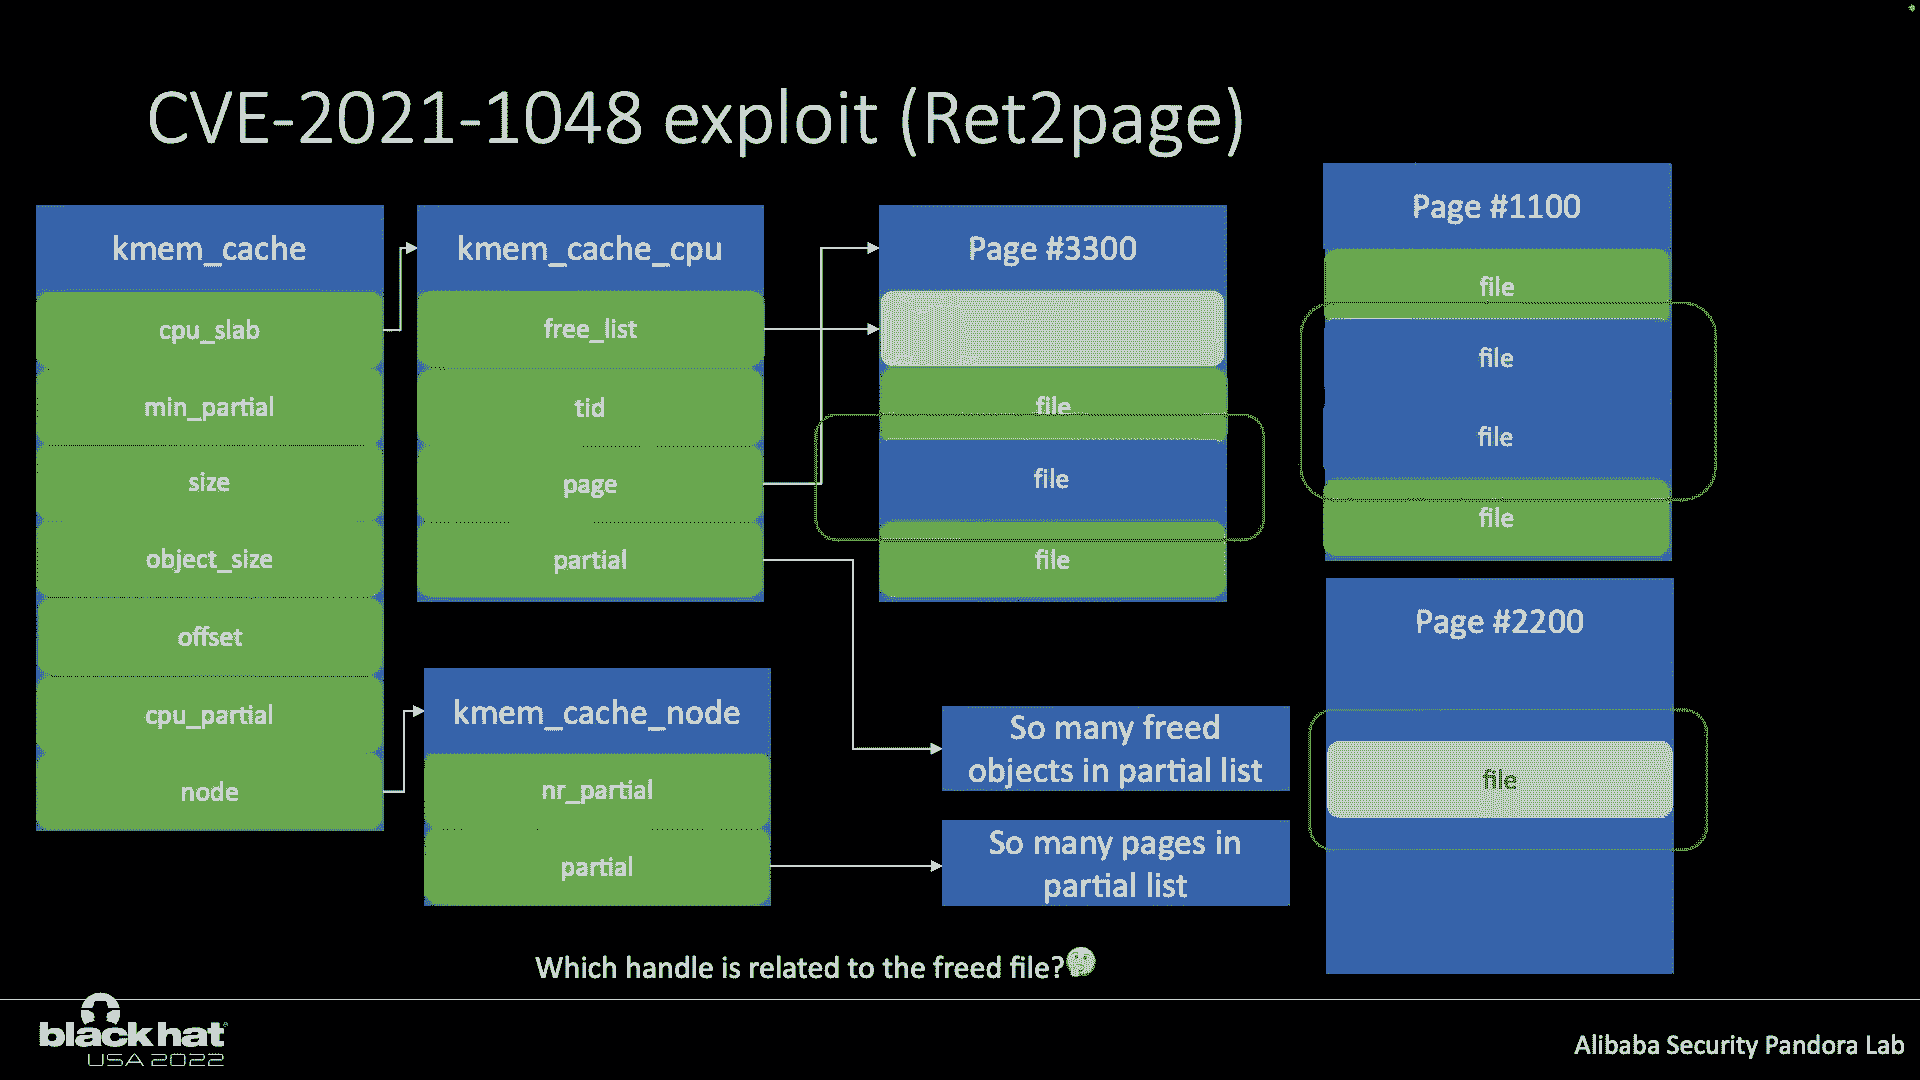 CVE-2021-1048 exploit (Ret2page)
kmem_cache
cpu_slab
min_partial
size
object_size
offset
cpu_partial
node
kmem_cache_cpu
free_list
tid
page
partial
kmem_cache_node
nr_partial
partial
Page #3300
file
file
file
So many freed
objects in partial list
So many pages in
partial list
Page #1100
file
file
file
file
Page #2200
file
Which handle is related to the freed file?
black hat
USA 2022
Alibaba Security Pandora Lab